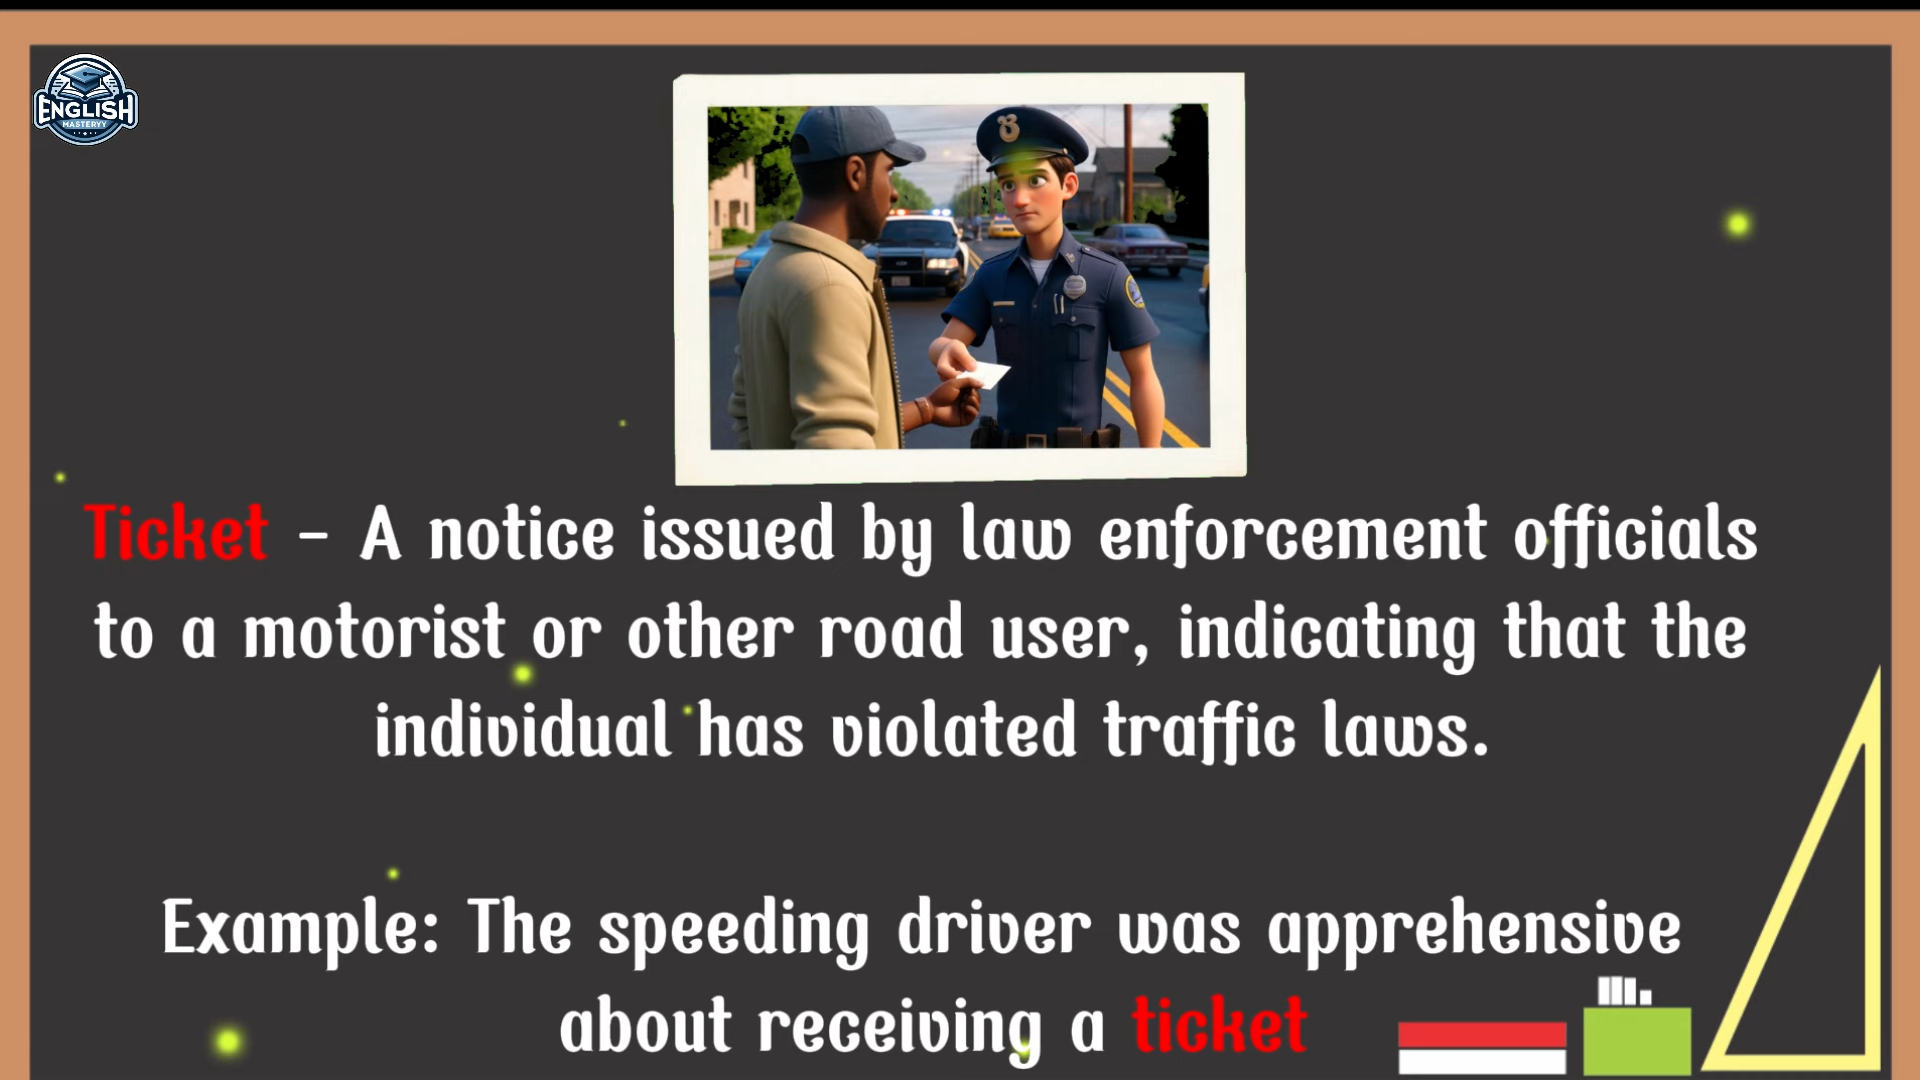 ENGLISH
MASTERYY
Ticket - A notice issued by law enforcement officials
to a motorist or other road user, indicating that the
individual has violated traffic laws.
Example: The speeding driver was apprehensive
about receiving a ticket